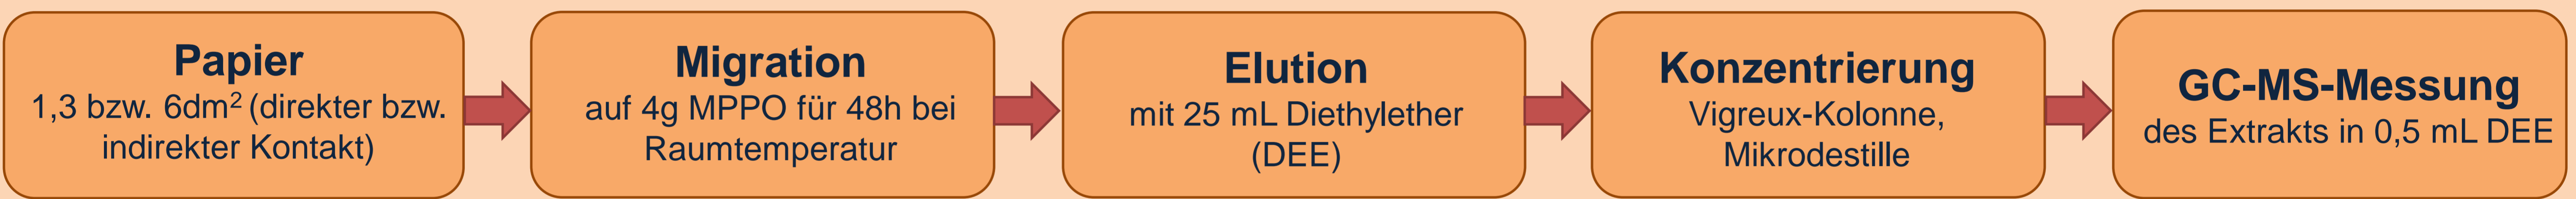 Papier
1,3 bzw. 6dm² (direkter bzw.
indirekter Kontakt)
Migration
auf 4g MPPO für 48h bei
Raumtemperatur
Elution
mit 25 mL Diethylether
(DEE)
Konzentrierung
Vigreux-Kolonne,
Mikrodestille
GC-MS-Messung
des Extrakts in 0,5 mL DEE